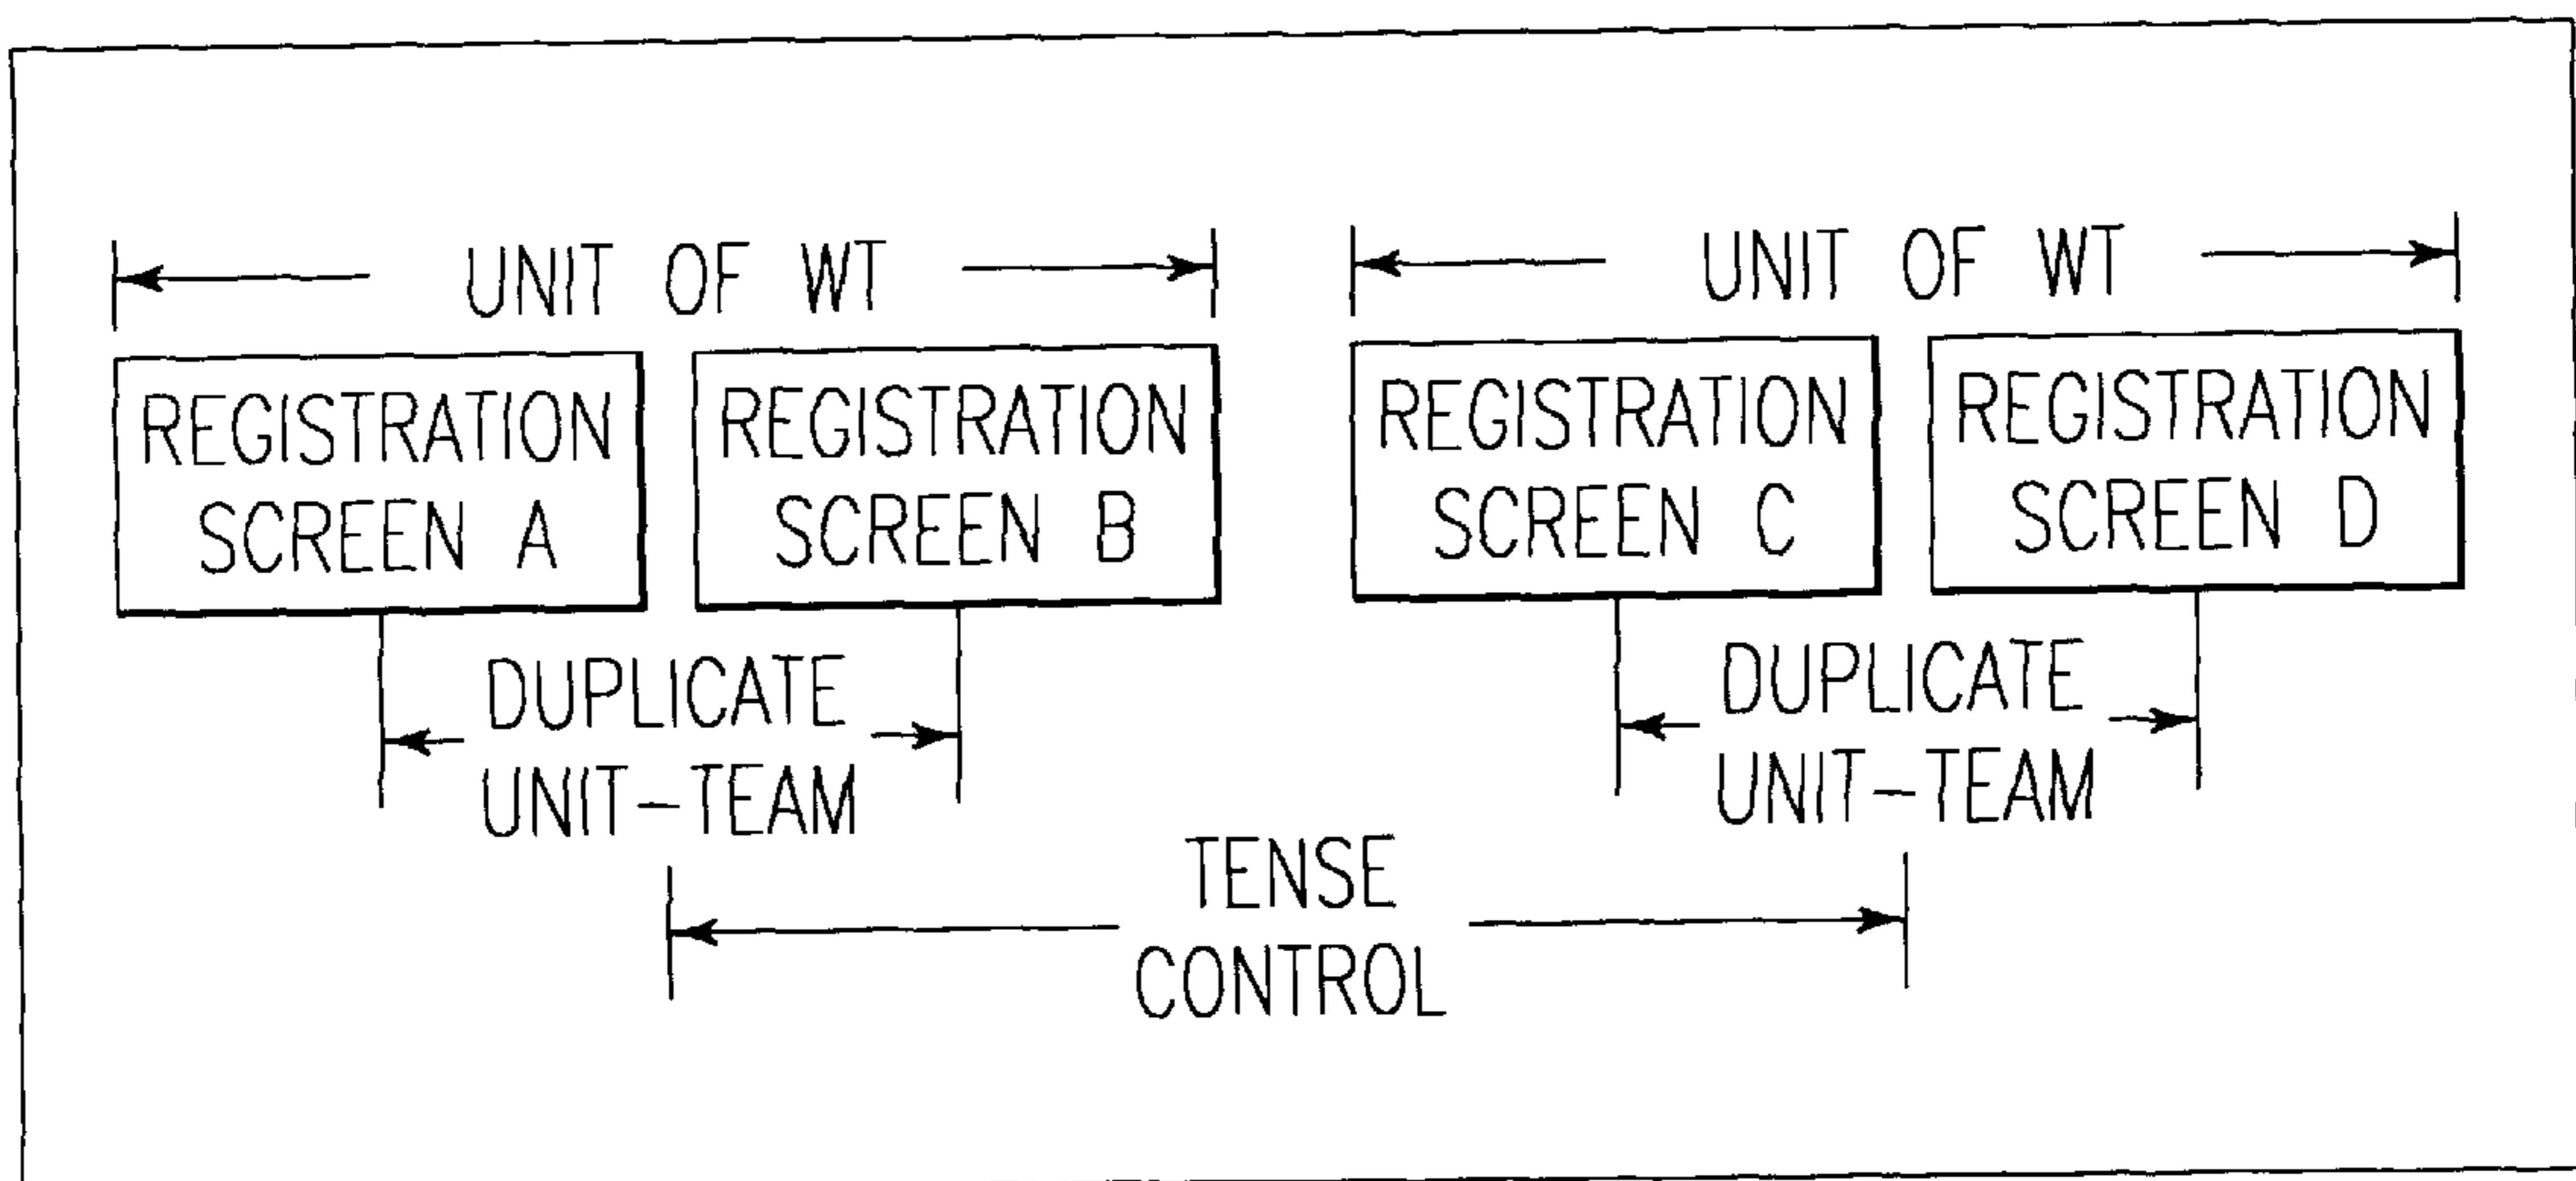 UNIT OF WT
UNIT OF WT
REGISTRATION
SCREEN A
REGISTRATION
SCREEN B
REGISTRATION
SCREEN C
REGISTRATION
SCREEN D
DUPLICATE
UNIT-TEAM
DUPLICATE
UNIT-TEAM
TENSE
CONTROL